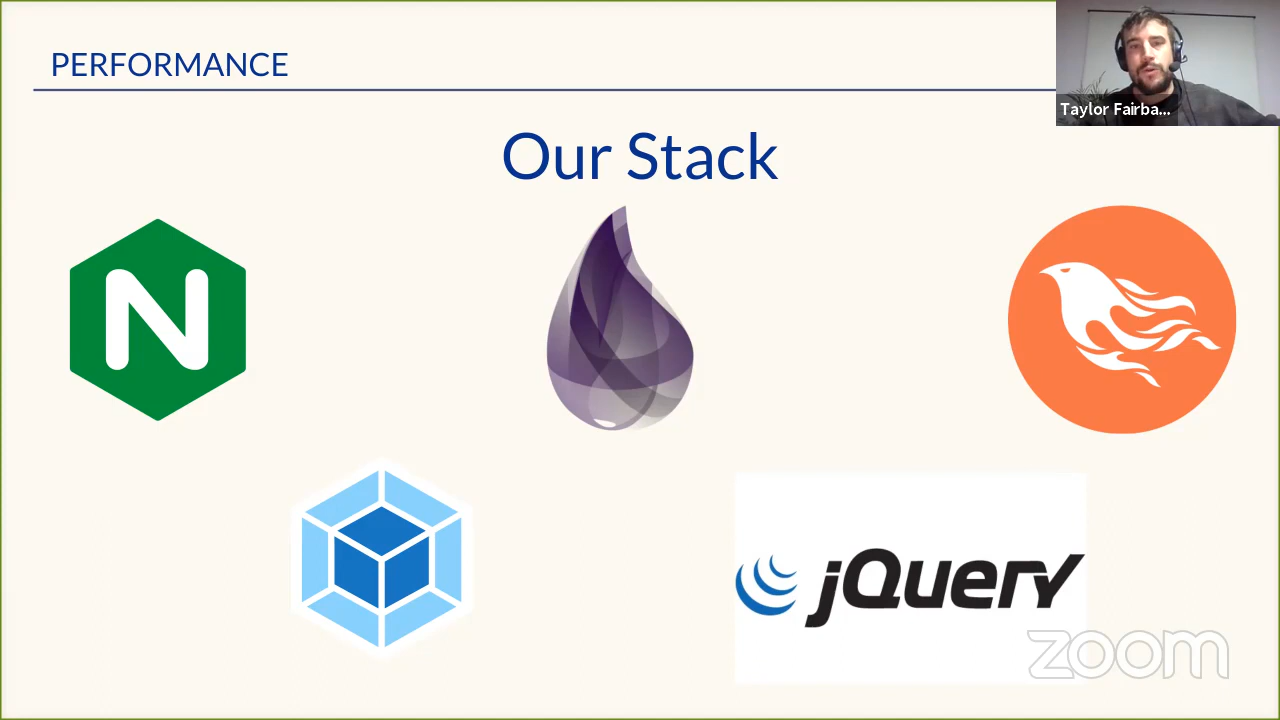 PERFORMANCE
Taylor Fairba...
Our Stack
N
jQuery
zoom